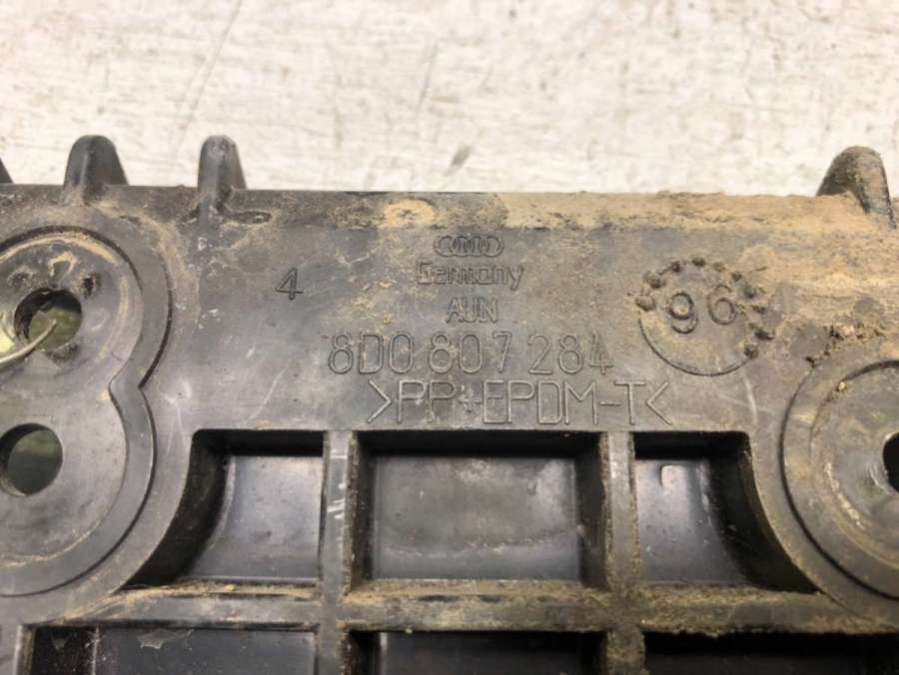 Germany
4
AUN
96
8D0 807 284
>PP+EPDM-T<